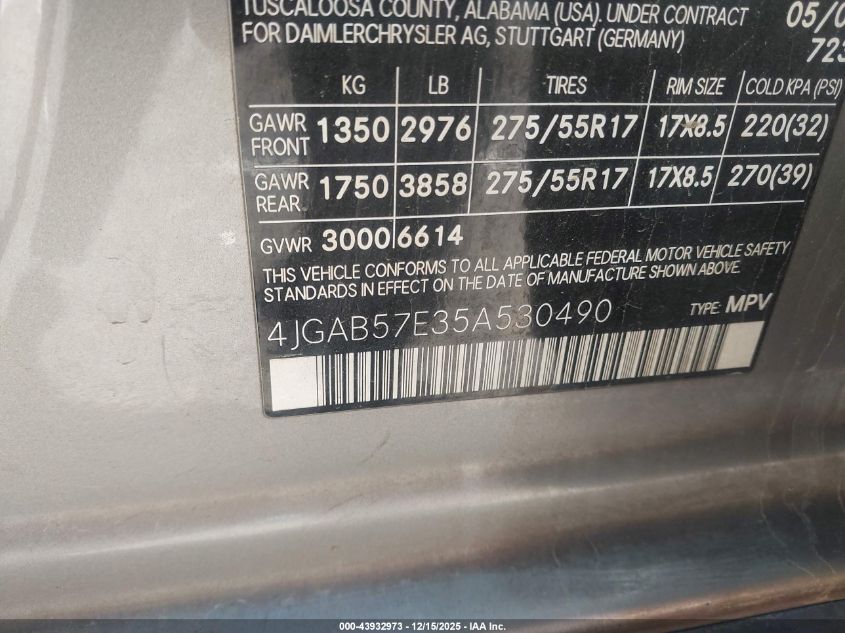 TUSCALOOSA COUNTY, ALABAMA (USA). UNDER CONTRACT
FOR DAIMLERCHRYSLER AG, STUTTGART (GERMANY)
05/0
723
KG LB TIRES RIM SIZE COLD KPA (PSI)
GAWR FRONT 1350 2976 275/55R17 17X8.5 220(32)
GAWR REAR 1750 3858 275/55R17 17X8.5 270(39)
GVWR 3000 6614
THIS VEHICLE CONFORMS TO ALL APPLICABLE FEDERAL MOTOR VEHICLE SAFETY
STANDARDS IN EFFECT ON THE DATE OF MANUFACTURE SHOWN ABOVE.
4JGAB57E35A530490 TYPE: MPV
000-43932973 - 12/15/2025 - IAA Inc.